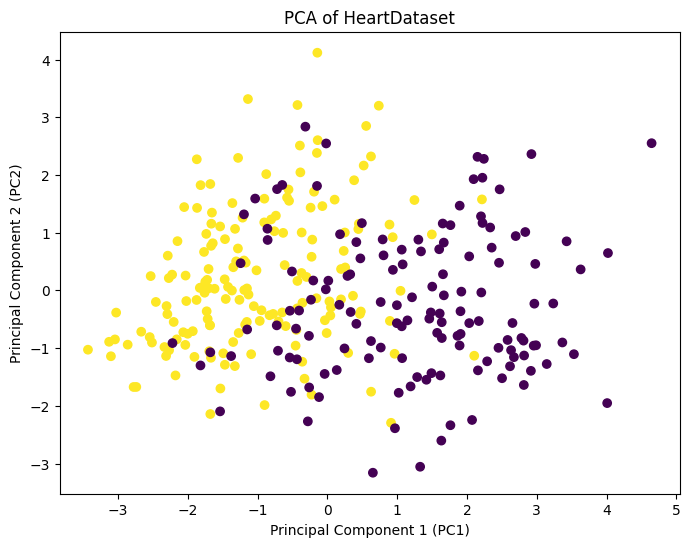 PCA of HeartDataset
Principal Component 2 (PC2)
4
3
2
1
0
−1
−2
−3
−3 −2 −1 0 1 2 3 4 5
Principal Component 1 (PC1)